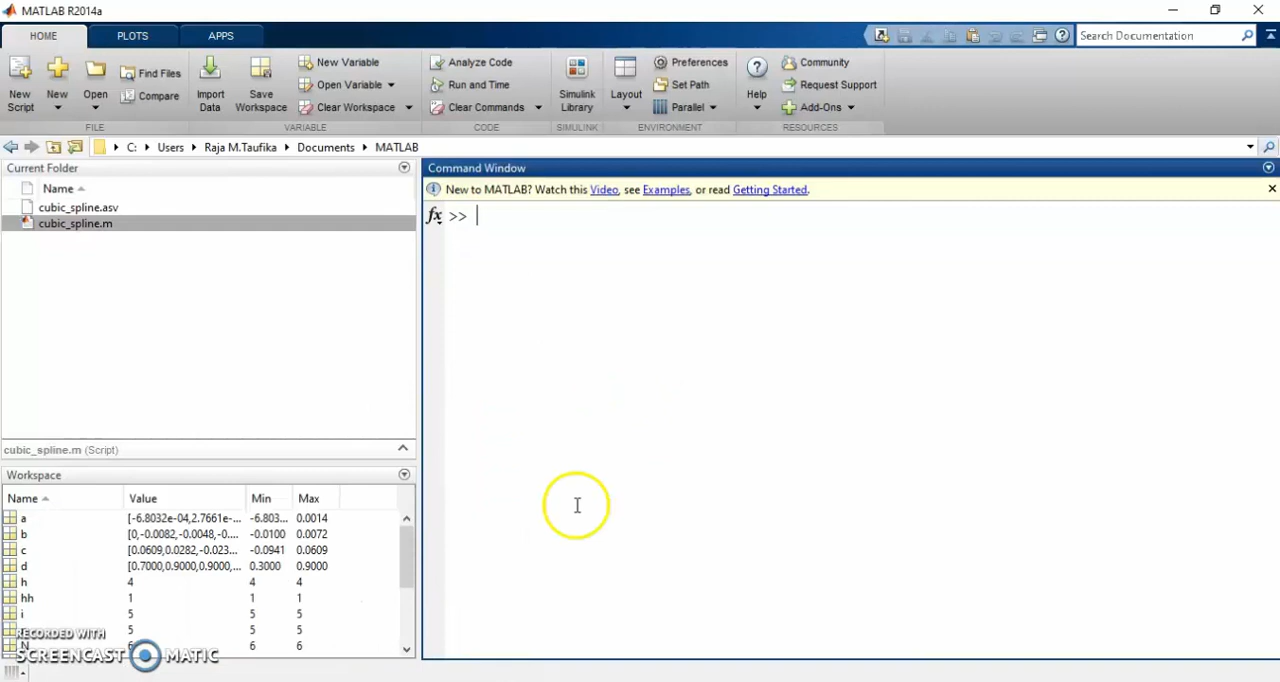 MATLAB R2014a
HOME PLOTS APPS
Search Documentation
New Script
New
Open
Find Files
Compare
Import Data
Save Workspace
New Variable
Open Variable
Clear Workspace
Analyze Code
Run and Time
Clear Commands
Simulink Library
Layout
Preferences
Set Path
Parallel
Help
Community
Request Support
Add-Ons
FILE VARIABLE CODE SIMULINK ENVIRONMENT RESOURCES
C: Users Raja M.Taufika Documents MATLAB
Current Folder
Name
cubic_spline.asv
cubic_spline.m
cubic_spline.m (Script)
Workspace
Name Value Min Max
a [-6.8032e-04,2.7661e-... -6.803... 0.0014
b [0,-0.0082,-0.0048,-0.... -0.0100 0.0072
c [0.0609,0.0282,-0.023... -0.0941 0.0609
d [0.7000,0.9000,0.9000,... 0.3000 0.9000
h 4 4 4
hh 1 1 1
i 5 5 5
5 5 5
N 6 6 6
RECORDED WITH
SCREENCAST MATIC
Command Window
New to MATLAB? Watch this Video, see Examples, or read Getting Started.
fx >>